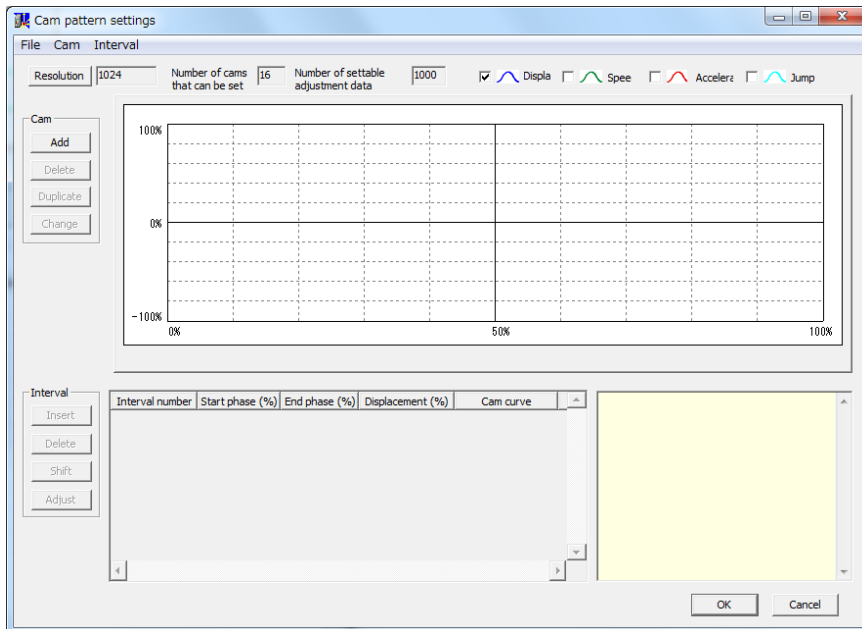 Cam pattern settings
File Cam Interval
Resolution 1024 Number of cams that can be set 16 Number of settable adjustment data 1000 Displa Spee Accelera Jump
Cam
Add
Delete
Duplicate
Change
100%
0%
-100%
0% 50% 100%
Interval
Insert
Delete
Shift
Adjust
Interval number Start phase (%) End phase (%) Displacement (%) Cam curve
OK Cancel